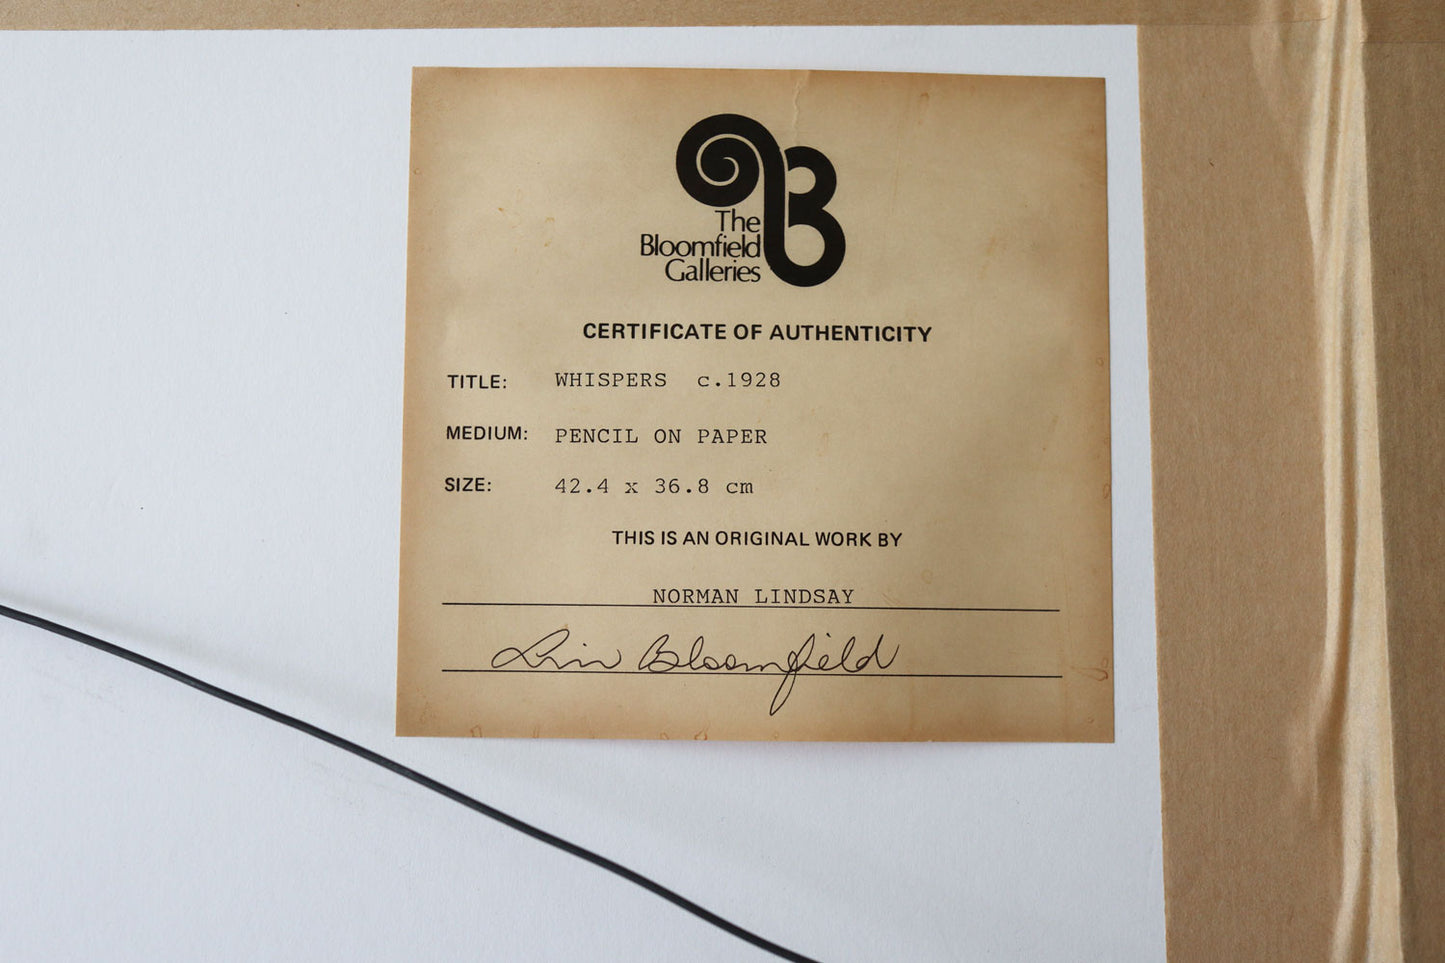 The
Bloomfield
Galleries
CERTIFICATE OF AUTHENTICITY
TITLE: WHISPERS c.1928
MEDIUM: PENCIL ON PAPER
SIZE: 42.4 x 36.8 cm
THIS IS AN ORIGINAL WORK BY
NORMAN LINDSAY
Lin Bloomfield